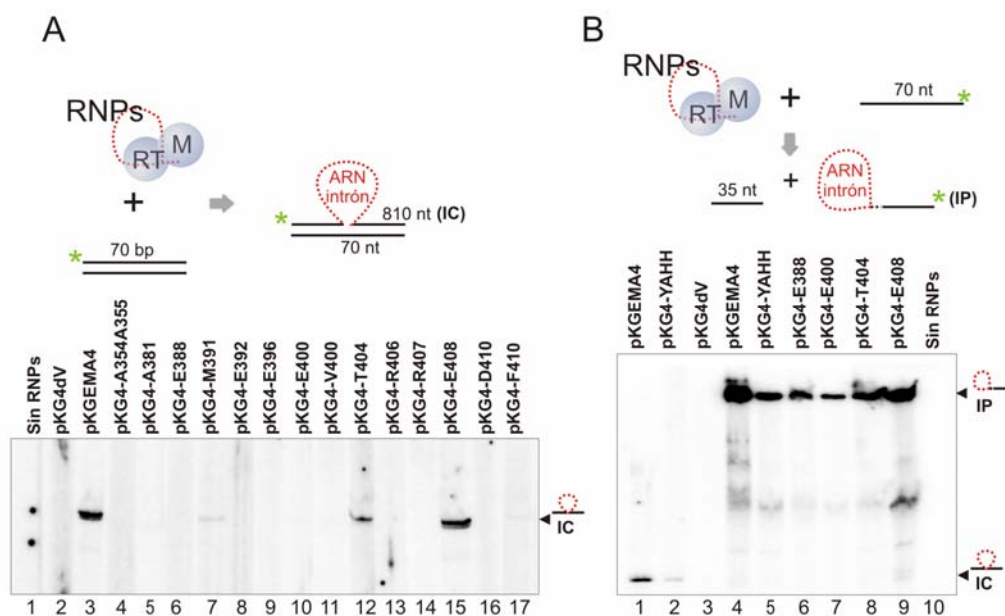 A
RNPs
RT
M
+
*
70 bp
ARN
intrón
*
810 nt (IC)
70 nt
Sin RNPs
pKG4dV
pKGEMA4
pKG4-A354A355
pKG4-A381
pKG4-E388
pKG4-M391
pKG4-E392
pKG4-E396
pKG4-E400
pKG4-V400
pKG4-T404
pKG4-R406
pKG4-R407
pKG4-E408
pKG4-D410
pKG4-F410
IC
1 2 3 4 5 6 7 8 9 10 11 12 13 14 15 16 17
B
RNPs
RT
M
+
70 nt
*
35 nt
+
ARN
intrón
* (IP)
pKGEMA4
pKG4-YAHH
pKG4dV
pKGEMA4
pKG4-YAHH
pKG4-E388
pKG4-E400
pKG4-T404
pKG4-E408
Sin RNPs
IP
IC
1 2 3 4 5 6 7 8 9 10